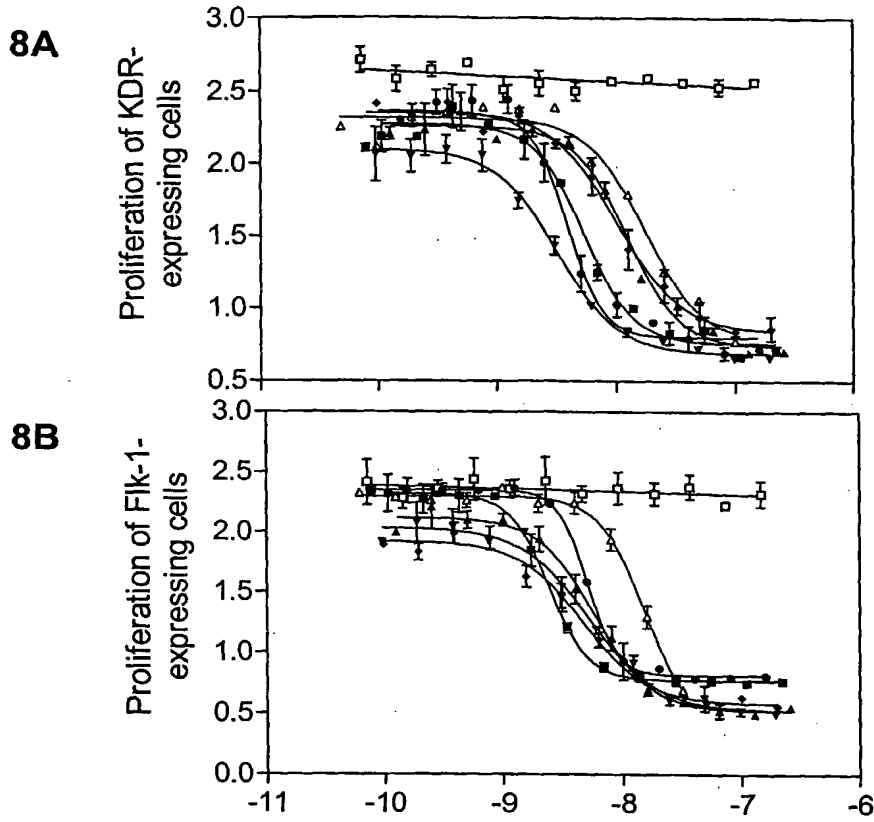 8A
Proliferation of KDR-
expressing cells
3.0
2.5
2.0
1.5
1.0
0.5
8B
Proliferation of Flk-1-
expressing cells
3.0
2.5
2.0
1.5
1.0
0.5
0.0
-11 -10 -9 -8 -7 -6